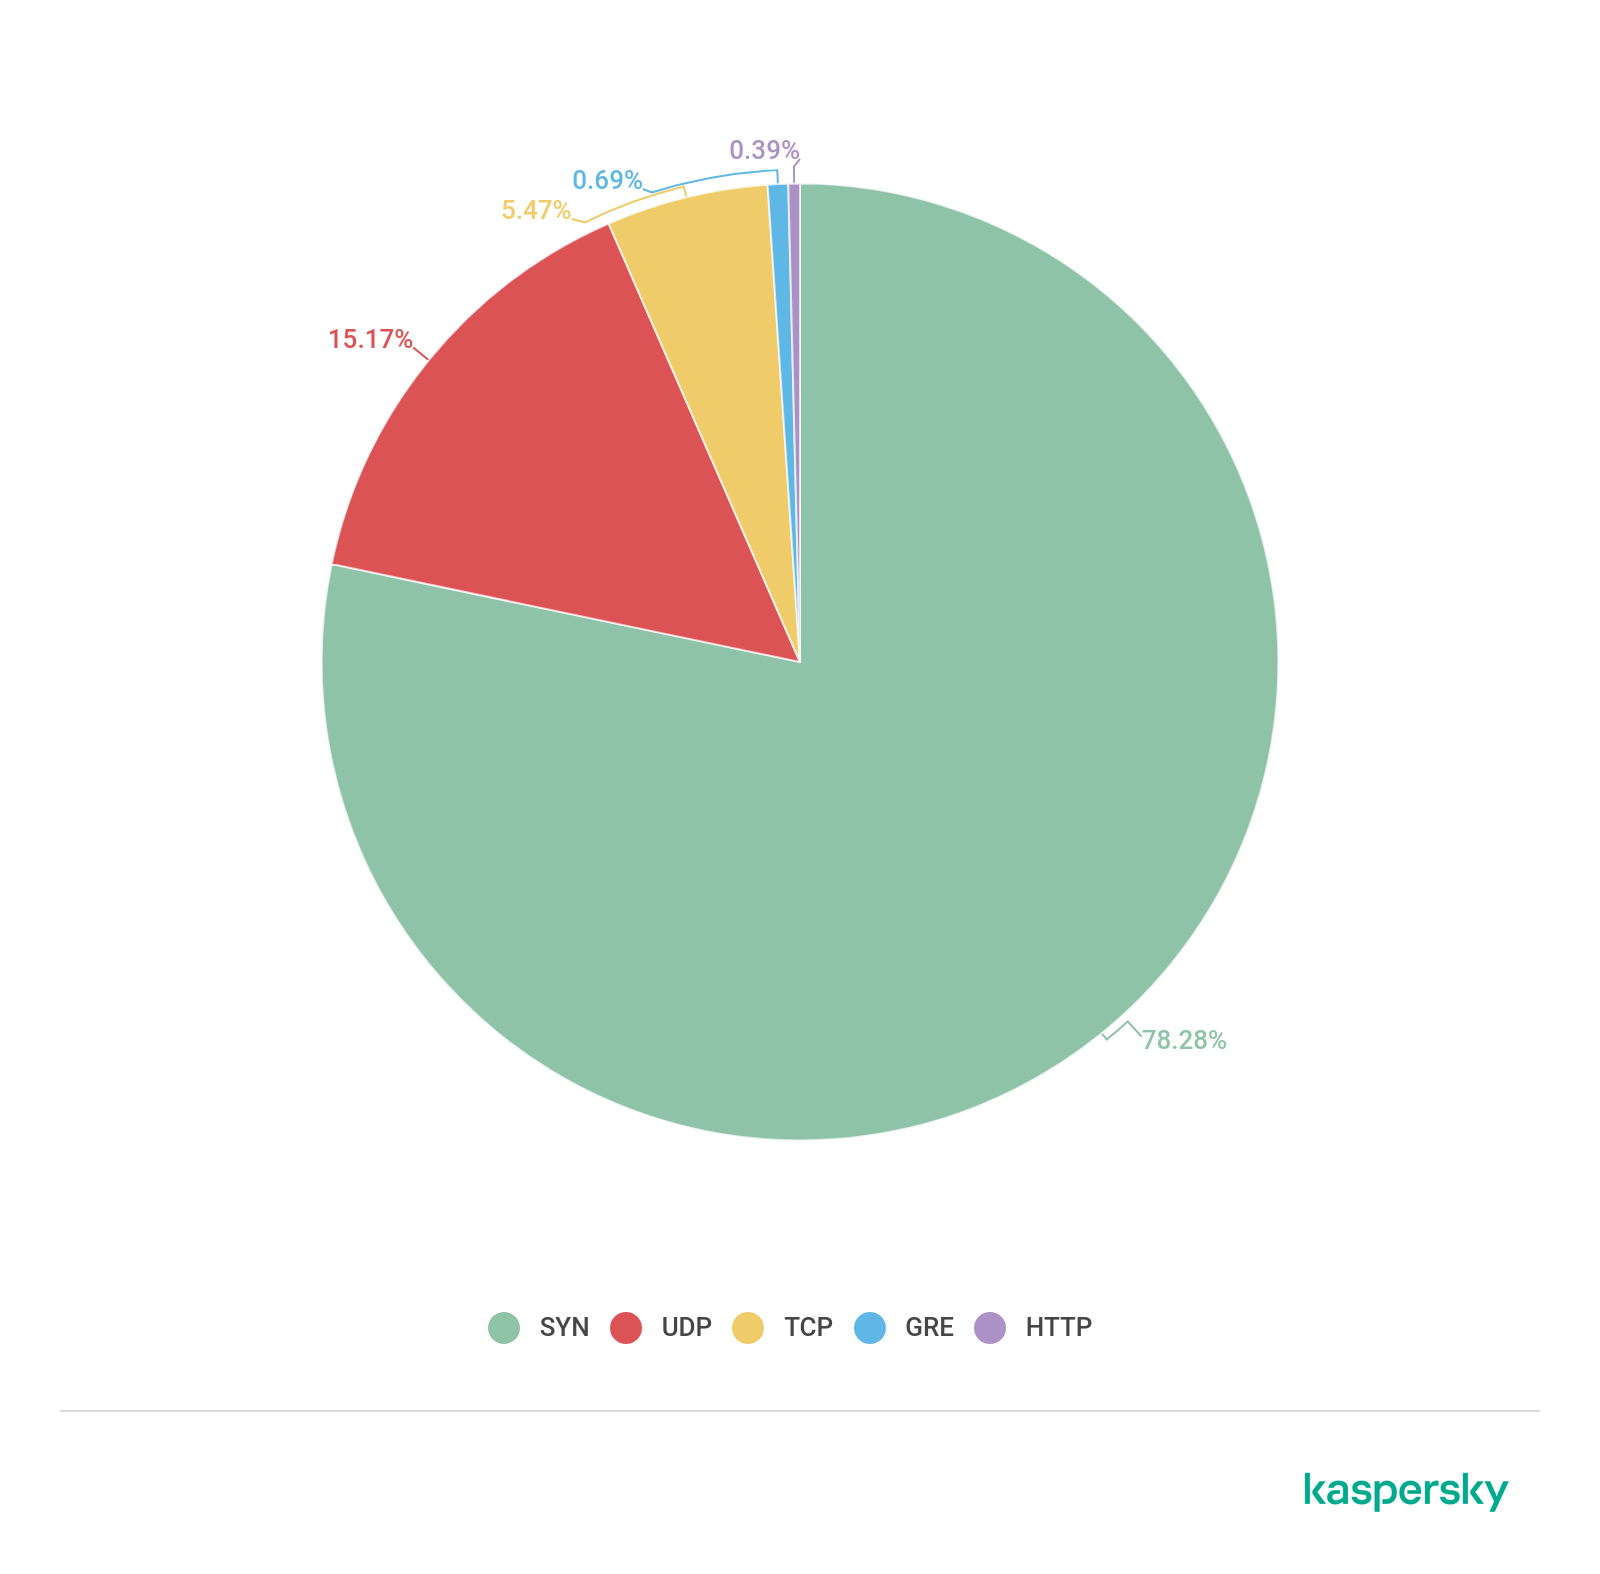 0.39%
0.69%
5.47%
15.17%
78.28%
SYN UDP TCP GRE HTTP
kaspersky